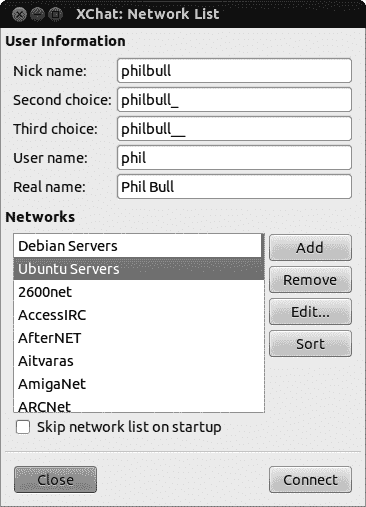 XChat: Network List
User Information
Nick name: philbull
Second choice: philbull_
Third choice: philbull__
User name: phil
Real name: Phil Bull
Networks
Debian Servers
Ubuntu Servers
2600net
AccessIRC
AfterNET
Aitvaras
AmigaNet
ARCNet
Add
Remove
Edit...
Sort
Skip network list on startup
Close Connect